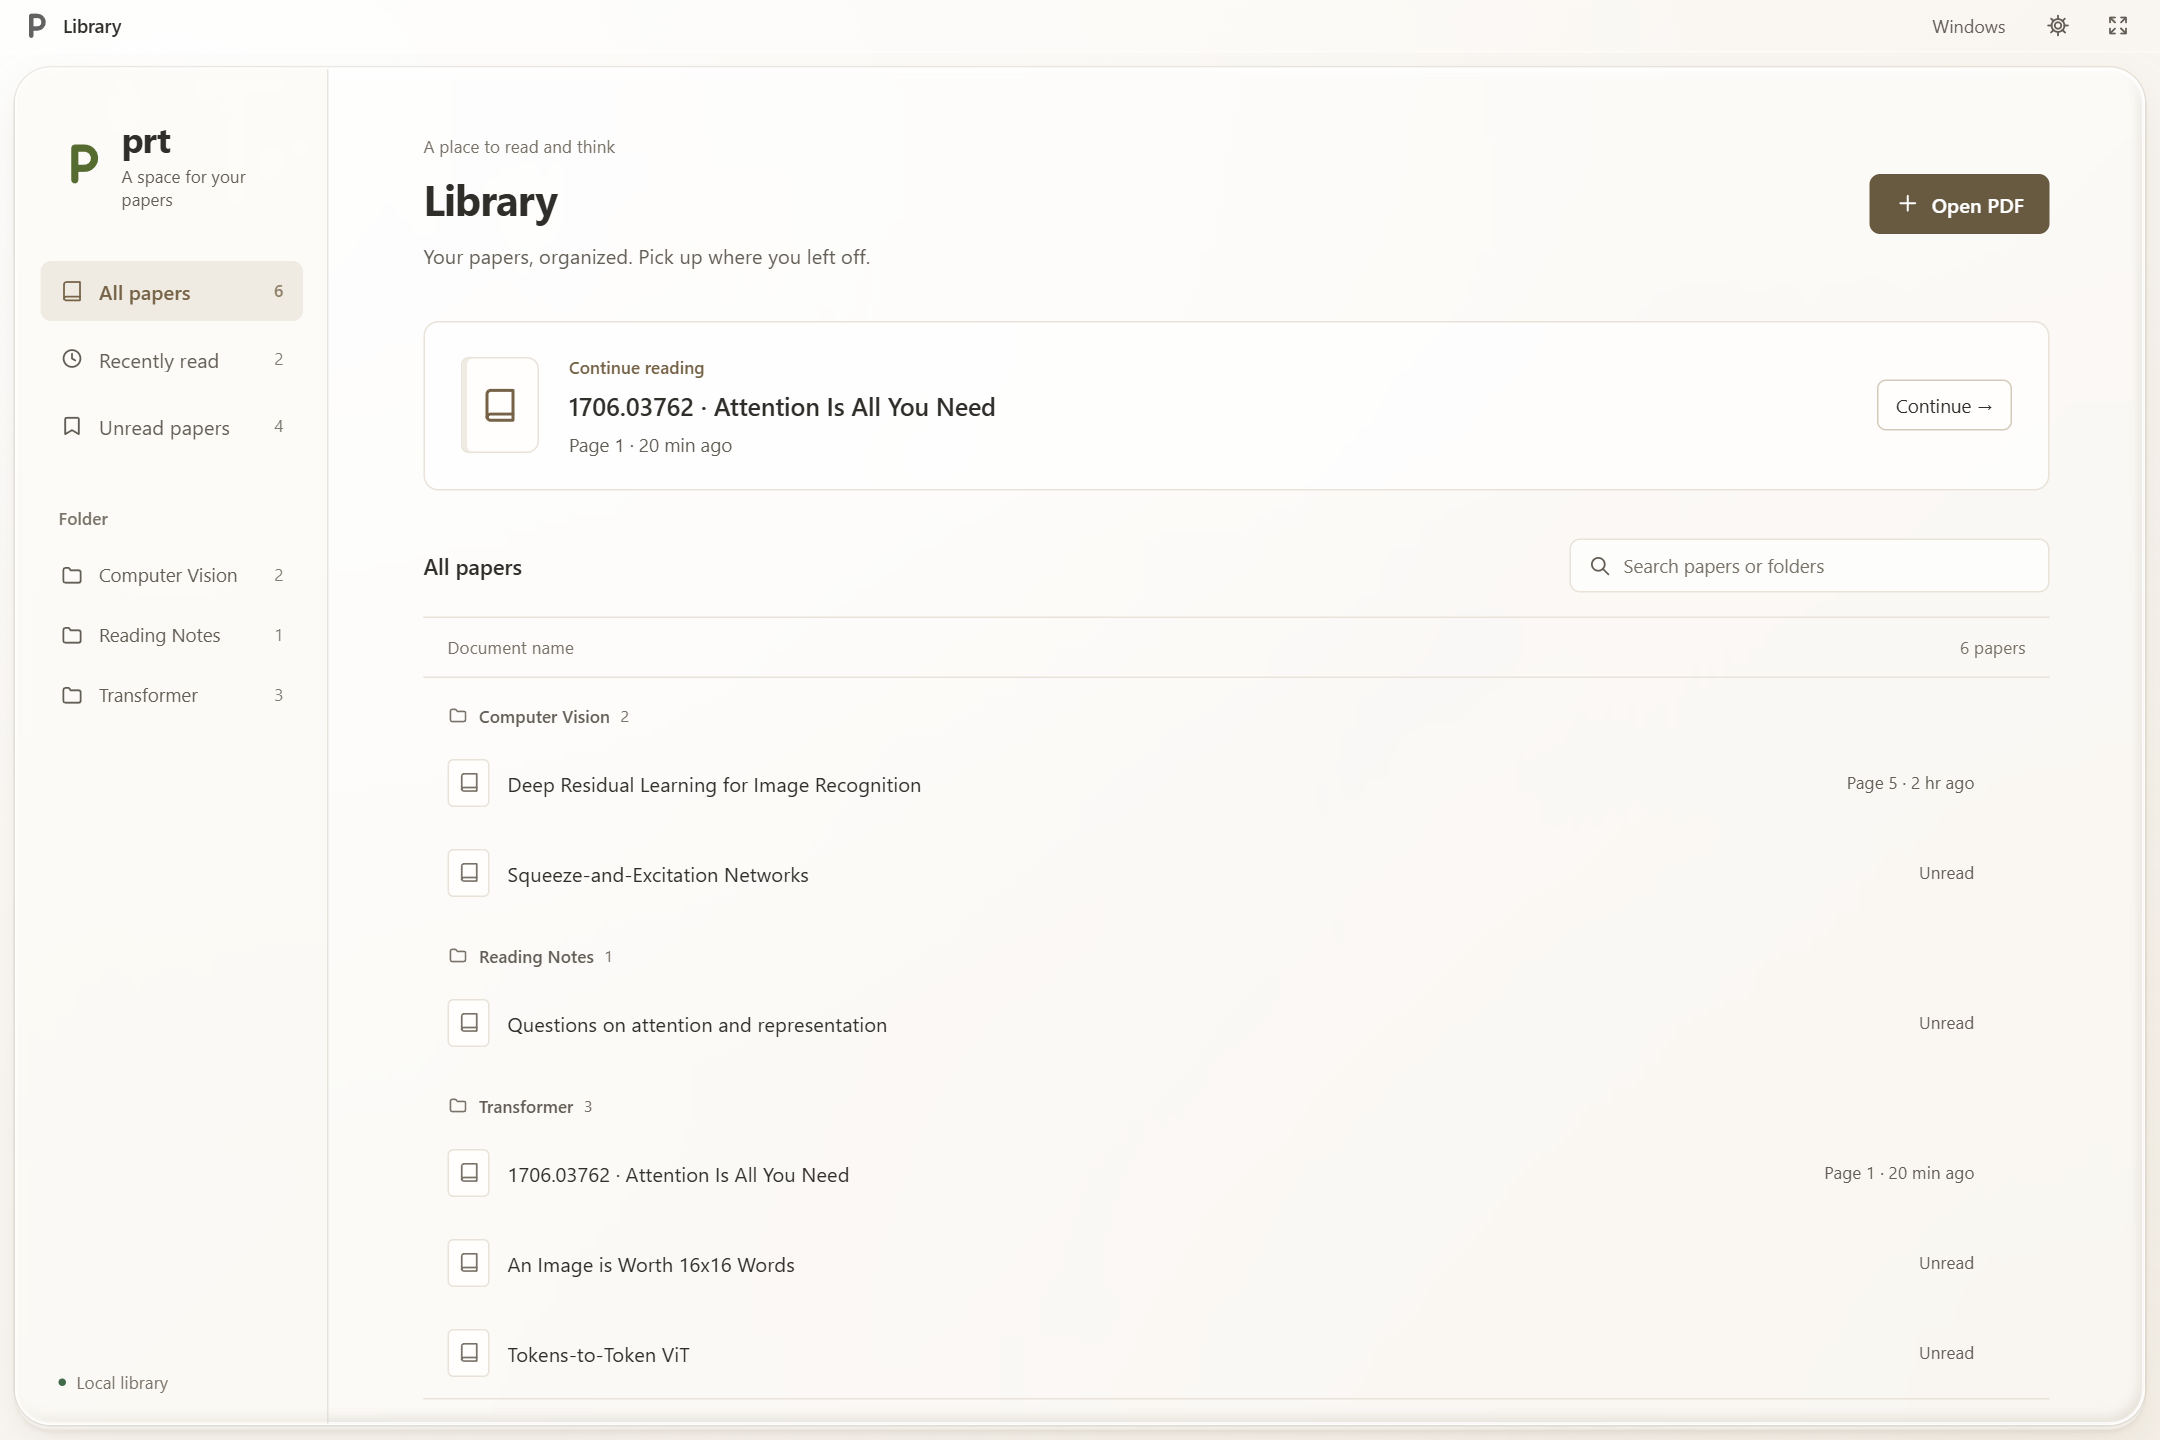 P Library
Windows
P prt
A space for your
papers
All papers 6
Recently read 2
Unread papers 4
Folder
Computer Vision 2
Reading Notes 1
Transformer 3
Local library
A place to read and think
Library
Your papers, organized. Pick up where you left off.
+ Open PDF
Continue reading
1706.03762 · Attention Is All You Need
Page 1 · 20 min ago
Continue →
All papers
Search papers or folders
Document name 6 papers
Computer Vision 2
Deep Residual Learning for Image Recognition Page 5 · 2 hr ago
Squeeze-and-Excitation Networks Unread
Reading Notes 1
Questions on attention and representation Unread
Transformer 3
1706.03762 · Attention Is All You Need Page 1 · 20 min ago
An Image is Worth 16x16 Words Unread
Tokens-to-Token ViT Unread